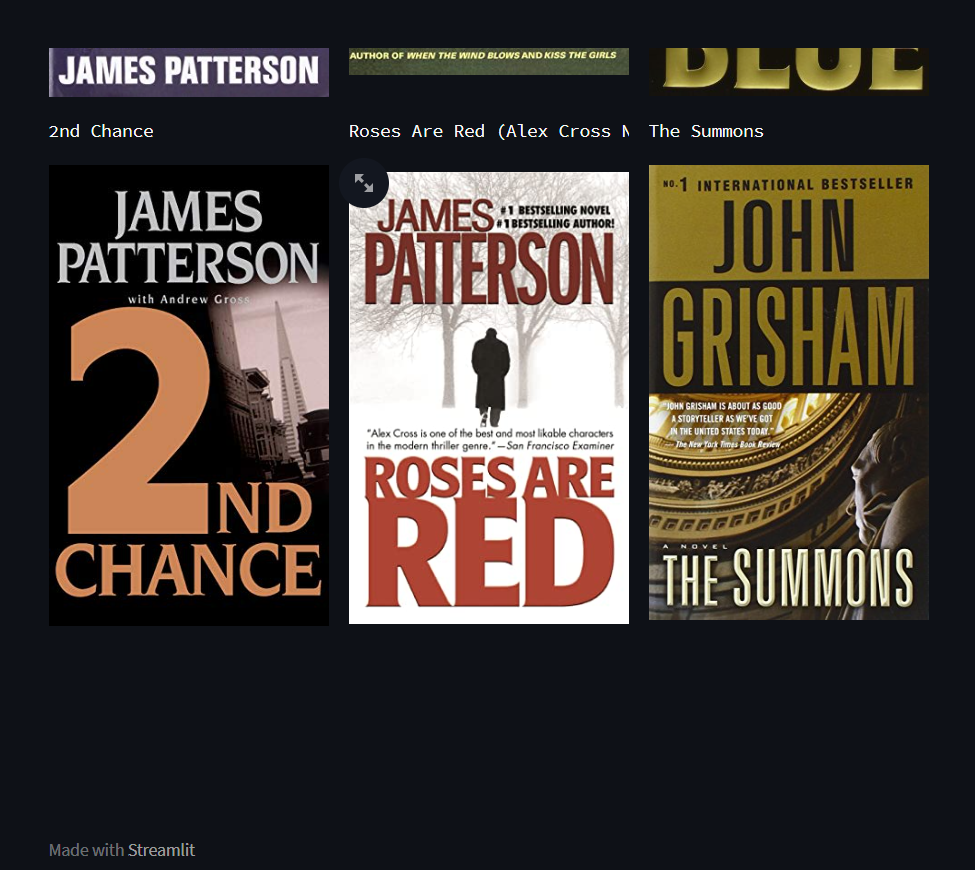 JAMES PATTERSON
AUTHOR OF WHEN THE WIND BLOWS AND KISS THE GIRLS
BLUE
2nd Chance
Roses Are Red (Alex Cross N
The Summons
JAMES
PATTERSON
with Andrew Gross
2ND
CHANCE
JAMES
#1 BESTSELLING NOVEL
#1 BESTSELLING AUTHOR!
PATTERSON
“Alex Cross is one of the best and most likable characters
in the modern thriller genre.” —San Francisco Examiner
ROSES ARE
RED
NO. 1 INTERNATIONAL BESTSELLER
JOHN
GRISHAM
"JOHN GRISHAM IS ABOUT AS GOOD
A STORYTELLER AS WE'VE GOT
IN THE UNITED STATES TODAY."
—The New York Times Book Review
A NOVEL
THE SUMMONS
Made with Streamlit